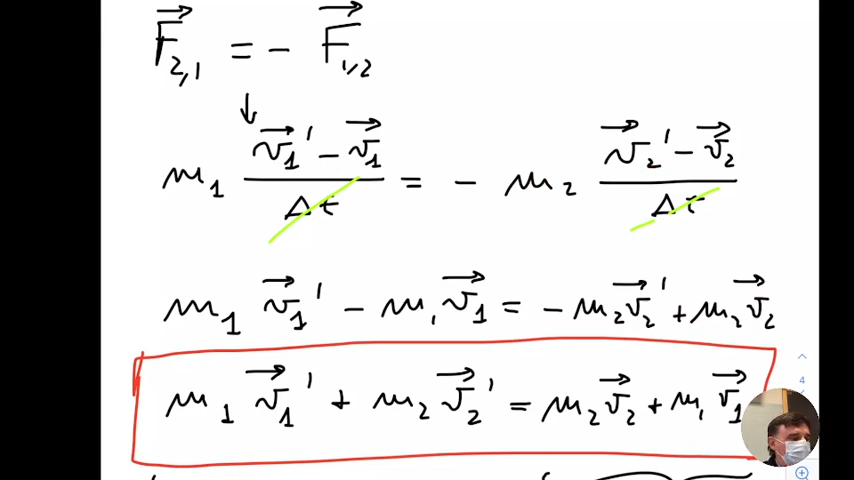 F⃗₂,₁ = − F⃗₁,₂
↓
m₁ (v⃗₁' − v⃗₁)/Δt = − m₂ (v⃗₂' − v⃗₂)/Δt
m₁ v⃗₁' − m₁ v⃗₁ = − m₂ v⃗₂' + m₂ v⃗₂
m₁ v⃗₁' + m₂ v⃗₂' = m₂ v⃗₂ + m₁ v⃗₁
4